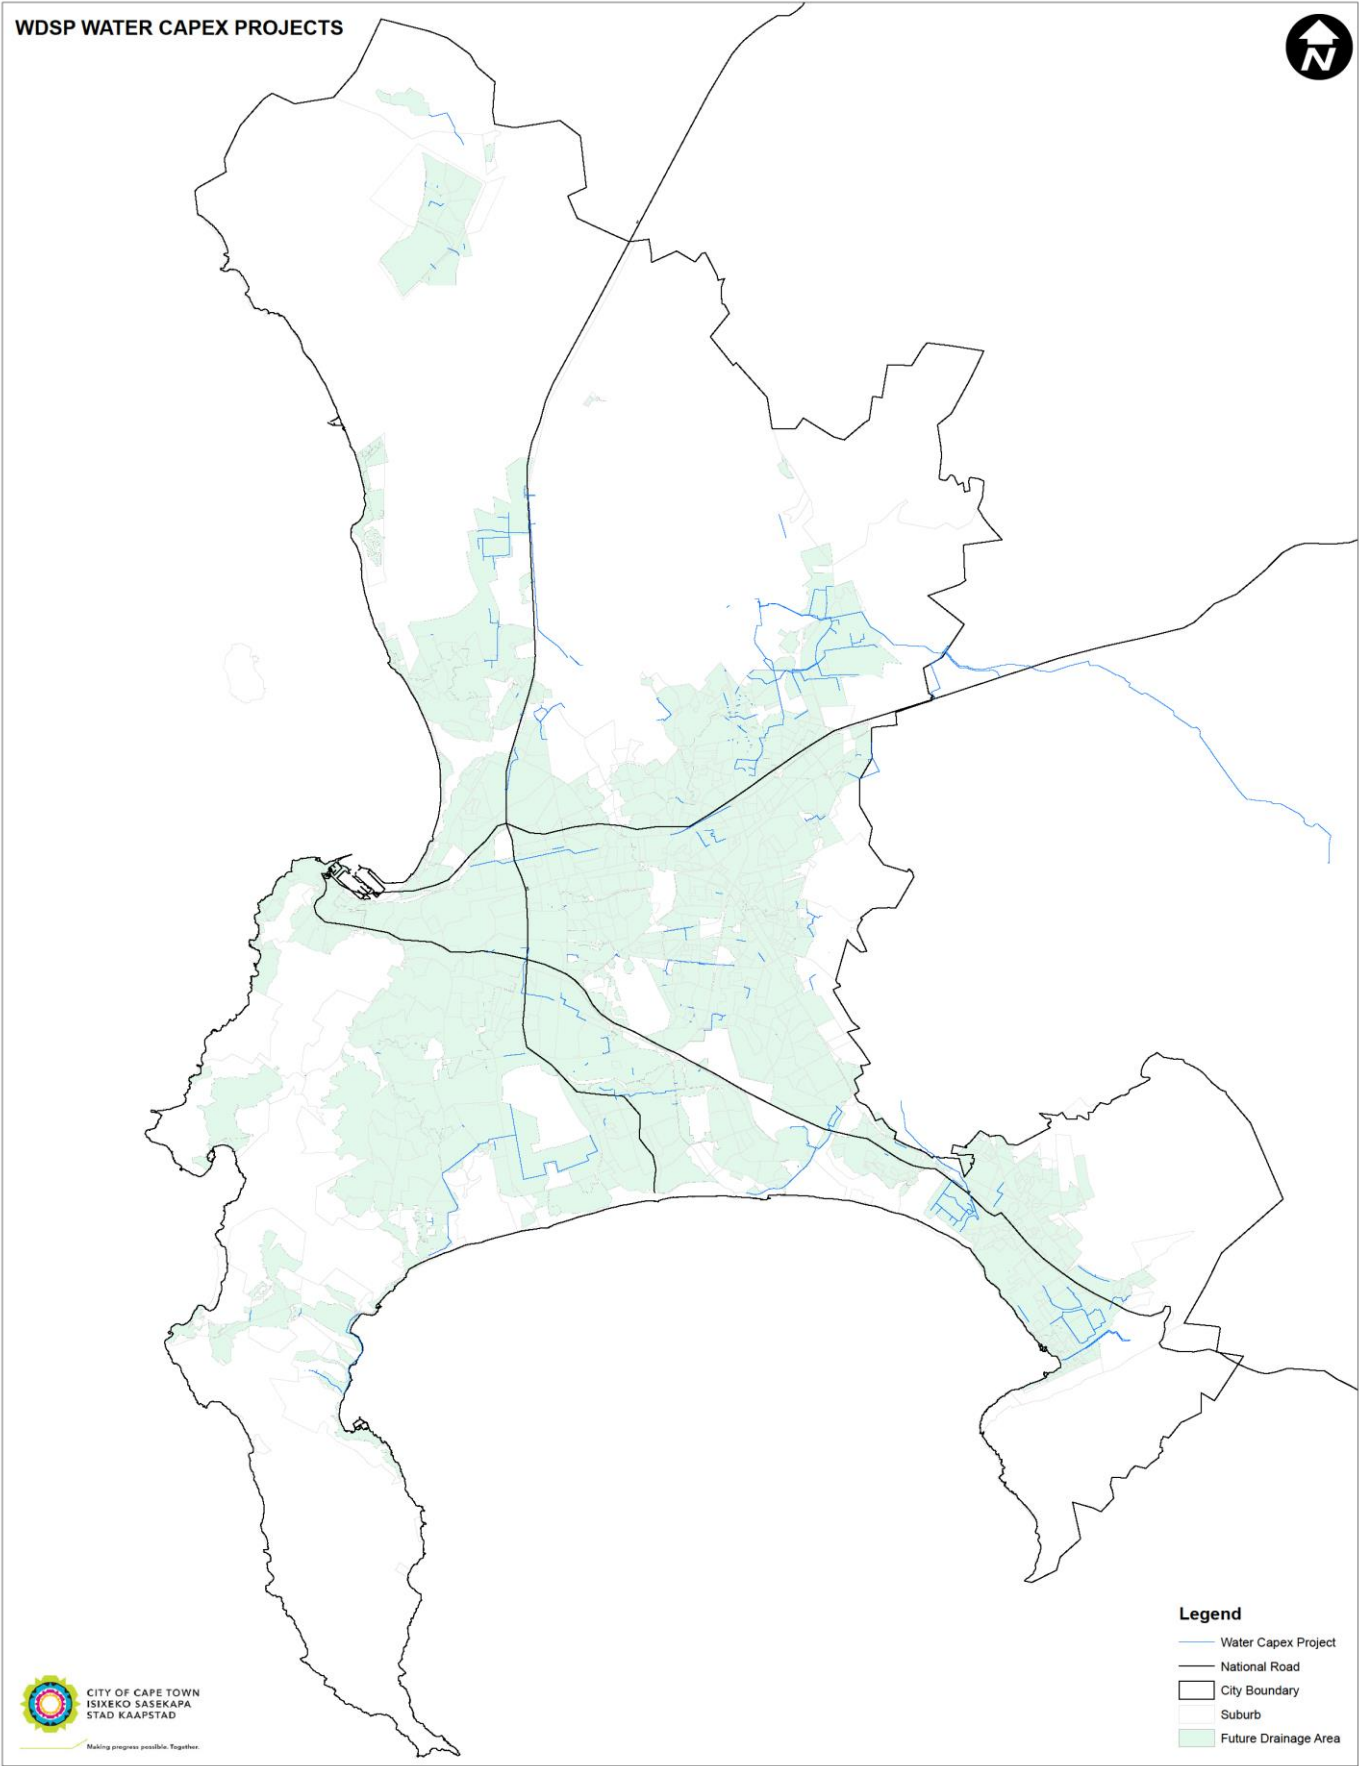 WDSP WATER CAPEX PROJECTS
N
Legend
Water Capex Project
National Road
City Boundary
Suburb
Future Drainage Area
CITY OF CAPE TOWN
ISIXEKO SASEKAPA
STAD KAAPSTAD
Making progress possible. Together.